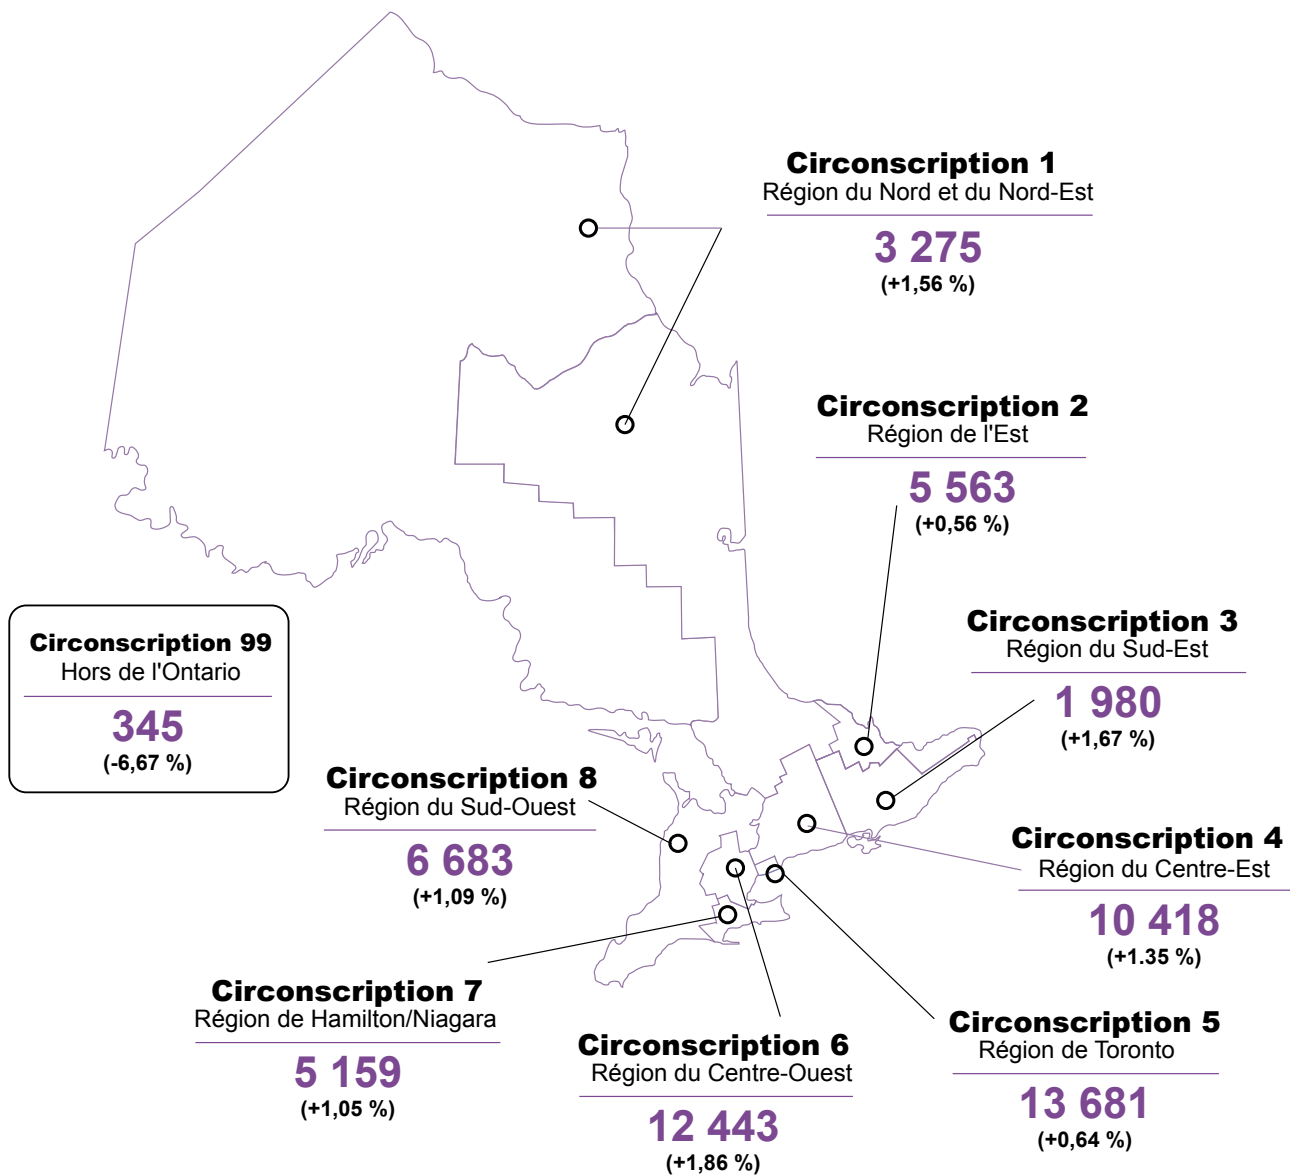 Circonscription 1
Région du Nord et du Nord-Est
3 275
(+1,56 %)
Circonscription 2
Région de l'Est
5 563
(+0,56 %)
Circonscription 3
Région du Sud-Est
1 980
(+1,67 %)
Circonscription 99
Hors de l'Ontario
345
(-6,67 %)
Circonscription 8
Région du Sud-Ouest
6 683
(+1,09 %)
Circonscription 4
Région du Centre-Est
10 418
(+1.35 %)
Circonscription 7
Région de Hamilton/Niagara
5 159
(+1,05 %)
Circonscription 6
Région du Centre-Ouest
12 443
(+1,86 %)
Circonscription 5
Région de Toronto
13 681
(+0,64 %)